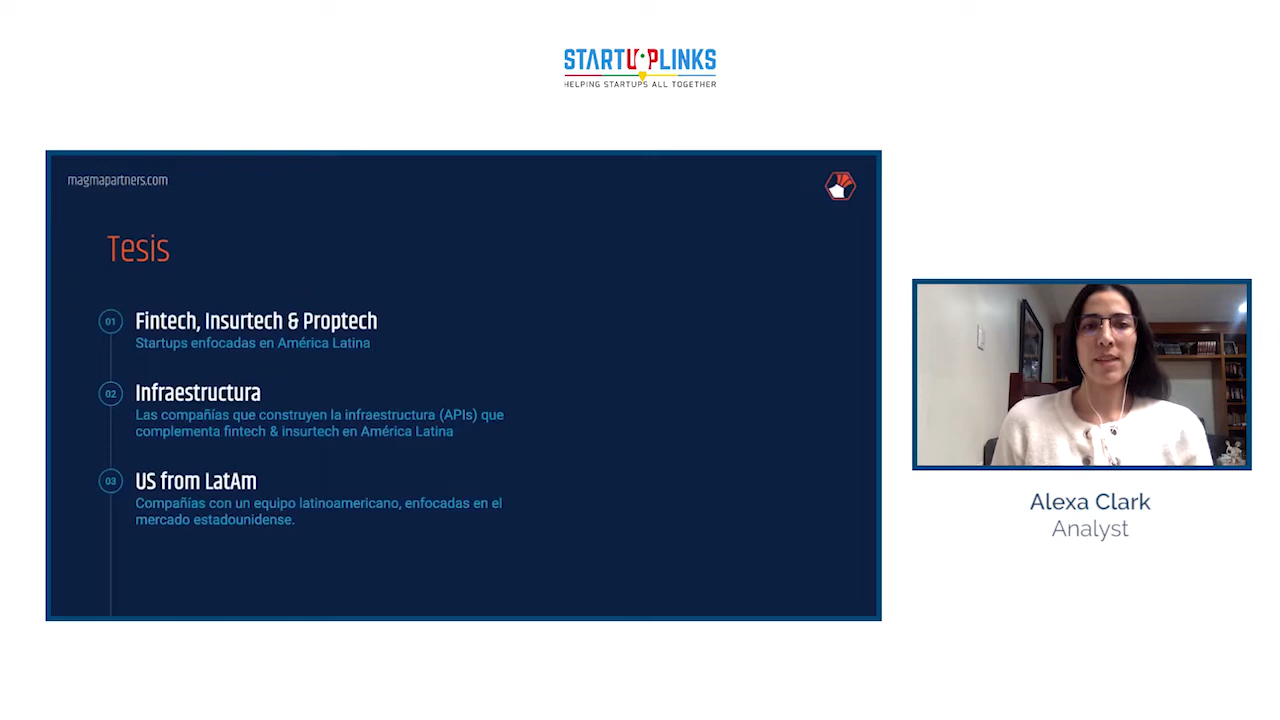 STARTUPLINKS
HELPING STARTUPS ALL TOGETHER
magmapartners.com
Tesis
01
Fintech, Insurtech & Proptech
Startups enfocadas en América Latina
02
Infraestructura
Las compañías que construyen la infraestructura (APIs) que
complementa fintech & insurtech en América Latina
03
US from LatAm
Compañías con un equipo latinoamericano, enfocadas en el
mercado estadounidense.
Alexa Clark
Analyst